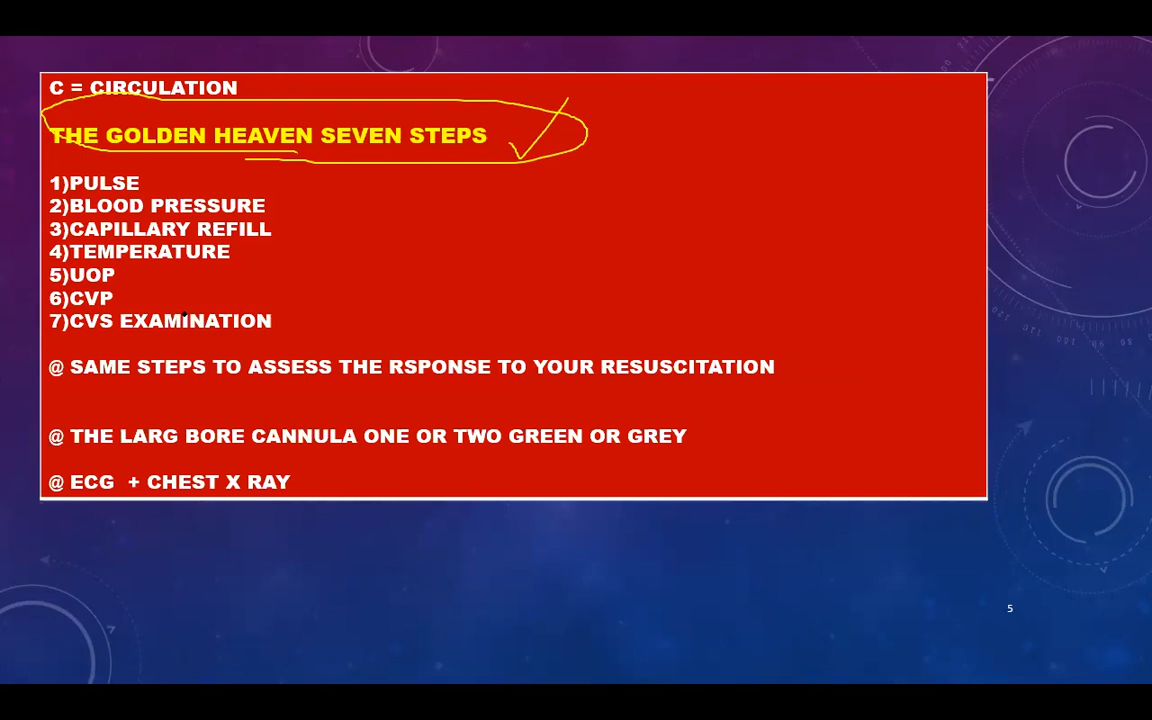 C = CIRCULATION
THE GOLDEN HEAVEN SEVEN STEPS
1)PULSE
2)BLOOD PRESSURE
3)CAPILLARY REFILL
4)TEMPERATURE
5)UOP
6)CVP
7)CVS EXAMINATION
@ SAME STEPS TO ASSESS THE RSPONSE TO YOUR RESUSCITATION
@ THE LARG BORE CANNULA ONE OR TWO GREEN OR GREY
@ ECG + CHEST X RAY
5